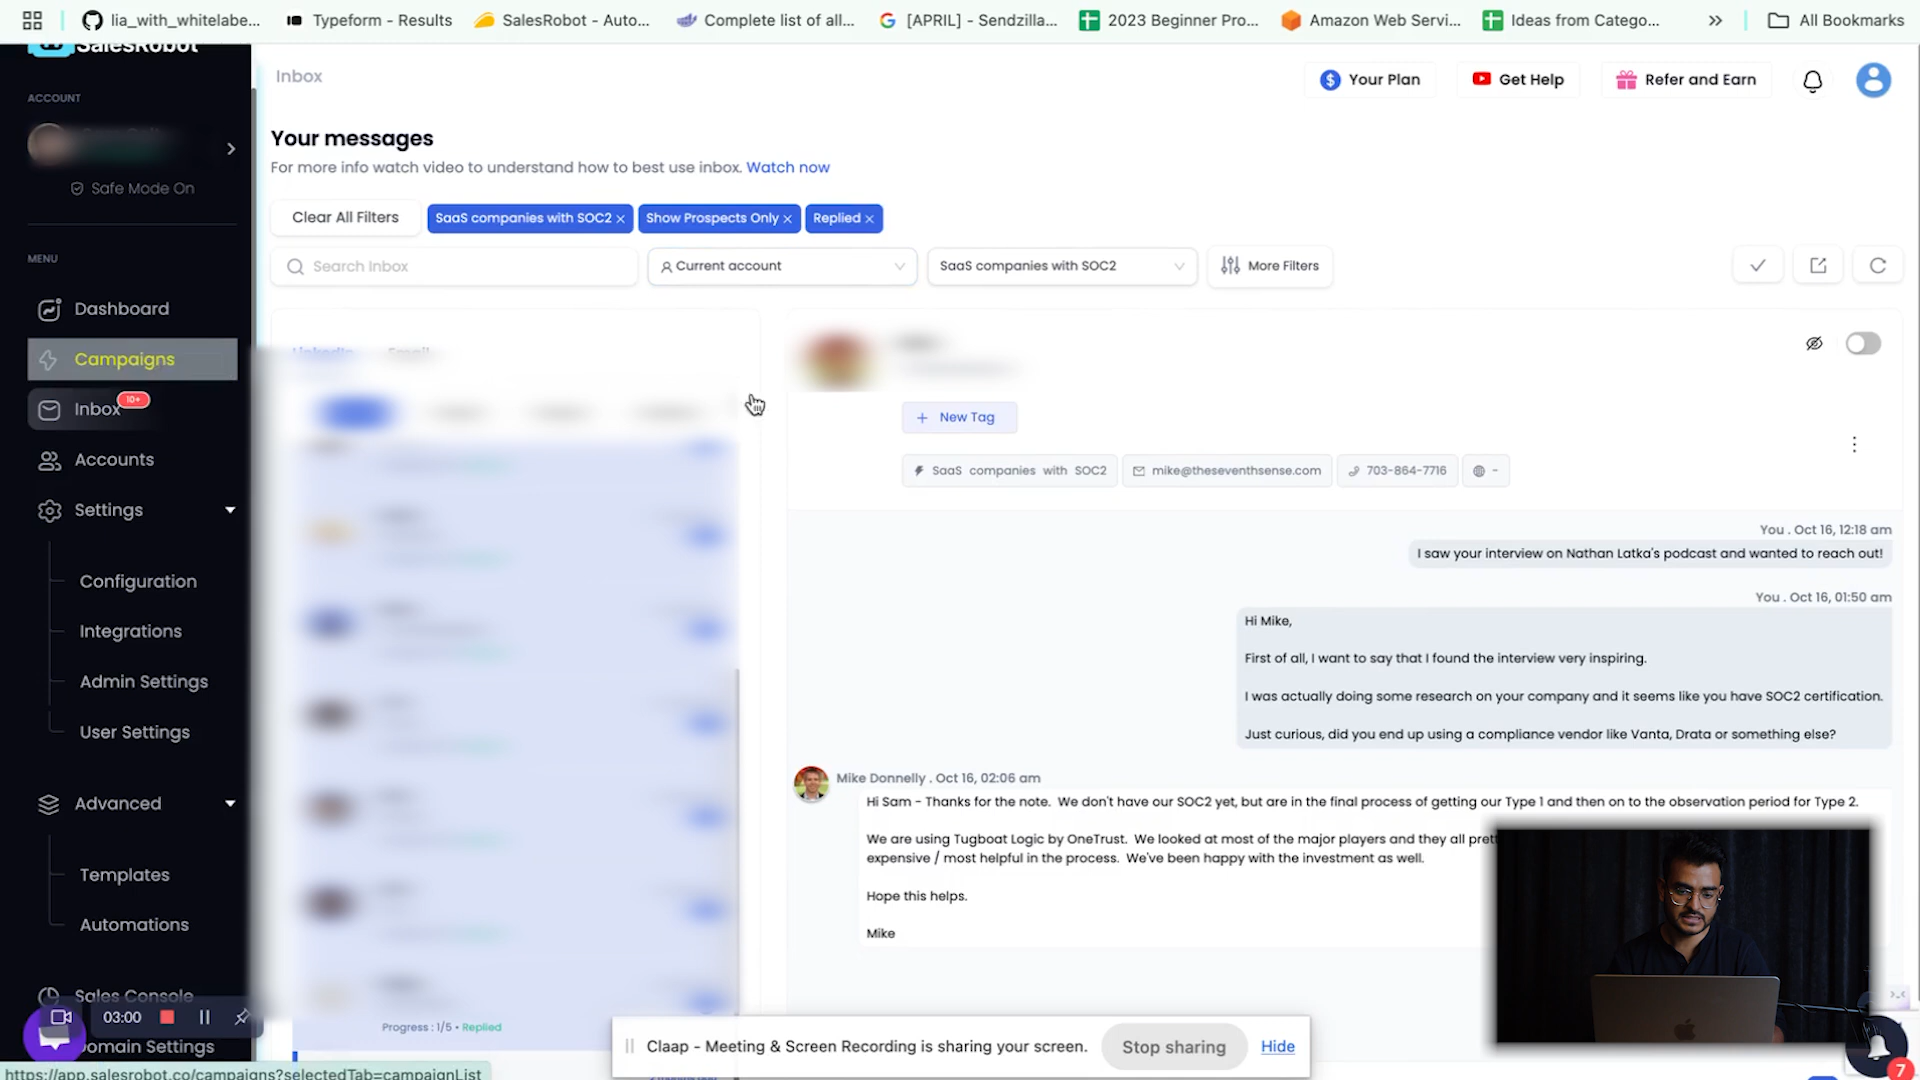 lia_with_whitelabe...
Typeform - Results
SalesRobot - Auto...
Complete list of all...
[APRIL] - Sendzilla...
2023 Beginner Pro...
Amazon Web Servi...
Ideas from Catego...
All Bookmarks
SalesRobot
Inbox
Your Plan
Get Help
Refer and Earn
ACCOUNT
Safe Mode On
MENU
Dashboard
Campaigns
Inbox
10+
Accounts
Settings
Configuration
Integrations
Admin Settings
User Settings
Advanced
Templates
Automations
Sales Console
03:00
Domain Settings
https://app.salesrobot.co/campaigns?selectedTab=campaignList
Your messages
For more info watch video to understand how to best use inbox. Watch now
Clear All Filters
SaaS companies with SOC2 ×
Show Prospects Only ×
Replied ×
Search Inbox
Current account
SaaS companies with SOC2
More Filters
LinkedIn
Email
Progress : 1/5 • Replied
+ New Tag
SaaS companies with SOC2
mike@theseventhsense.com
703-864-7716
-
You . Oct 16, 12:18 am
I saw your interview on Nathan Latka's podcast and wanted to reach out!
You . Oct 16, 01:50 am
Hi Mike,
First of all, I want to say that I found the interview very inspiring.
I was actually doing some research on your company and it seems like you have SOC2 certification.
Just curious, did you end up using a compliance vendor like Vanta, Drata or something else?
Mike Donnelly . Oct 16, 02:06 am
Hi Sam - Thanks for the note. We don't have our SOC2 yet, but are in the final process of getting our Type 1 and then on to the observation period for Type 2.
We are using Tugboat Logic by OneTrust. We looked at most of the major players and they all
expensive / most helpful in the process. We've been happy with the investment as well.
Hope this helps.
Mike
Claap - Meeting & Screen Recording is sharing your screen.
Stop sharing
Hide
7